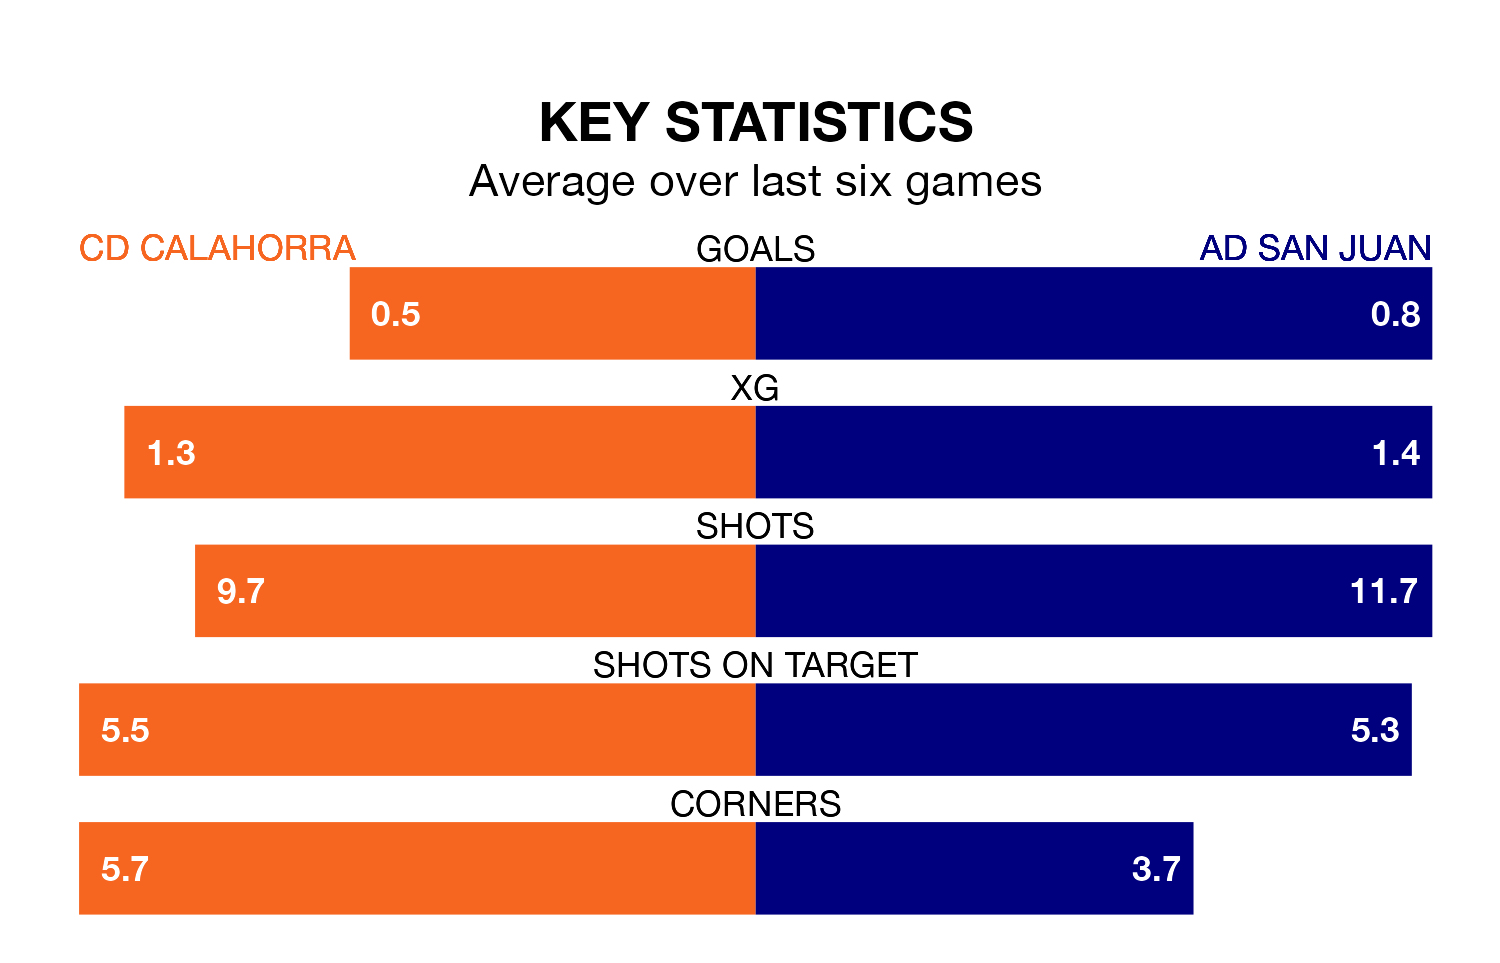 KEY STATISTICS
Average over last six games
CD CALAHORRA GOALS AD SAN JUAN
0.5 0.8
XG
1.3 1.4
SHOTS
9.7 11.7
SHOTS ON TARGET
5.5 5.3
CORNERS
5.7 3.7